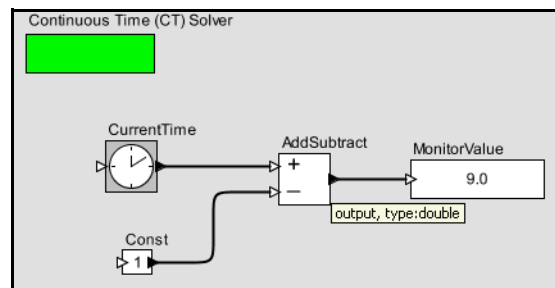 Continuous Time (CT) Solver
CurrentTime
AddSubtract
+
−
MonitorValue
9.0
output, type:double
Const
1